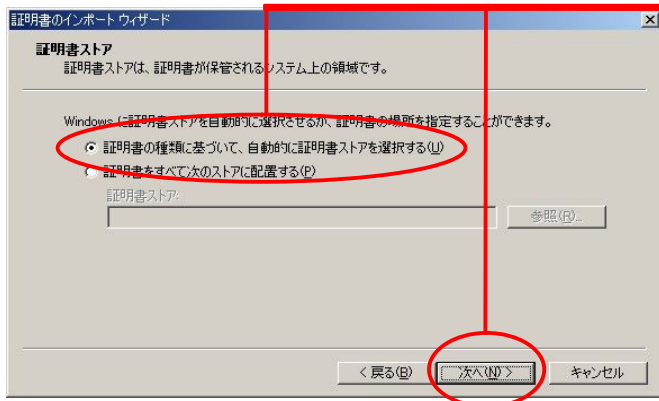 証明書のインポート ウィザード
証明書ストア
証明書ストアは、証明書が保管されるシステム上の領域です。
Windows に証明書ストアを自動的に選択させるか、証明書の場所を指定することができます。
証明書の種類に基づいて、自動的に証明書ストアを選択する(U)
証明書をすべて次のストアに配置する(P)
証明書ストア:
参照(R)...
< 戻る(B)
次へ(N) >
キャンセル